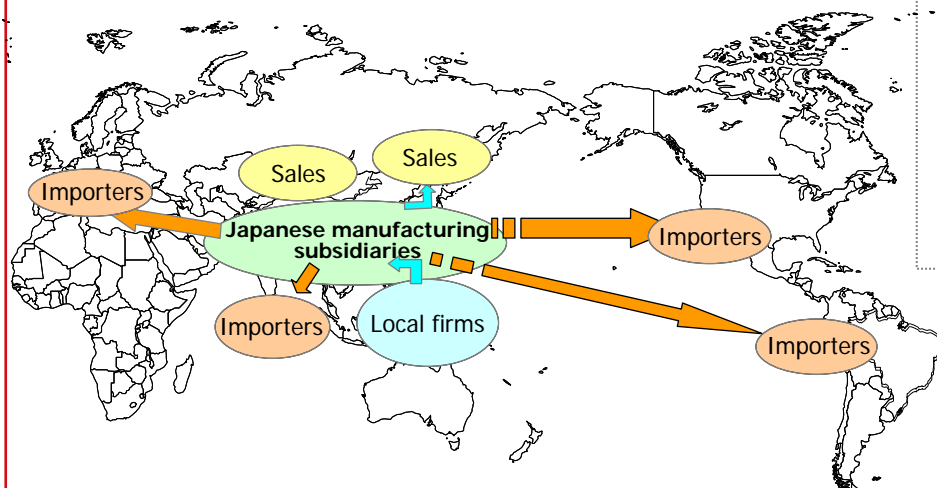 Sales
Sales
Importers
Japanese manufacturing
subsidiaries
Importers
Importers
Local firms
Importers